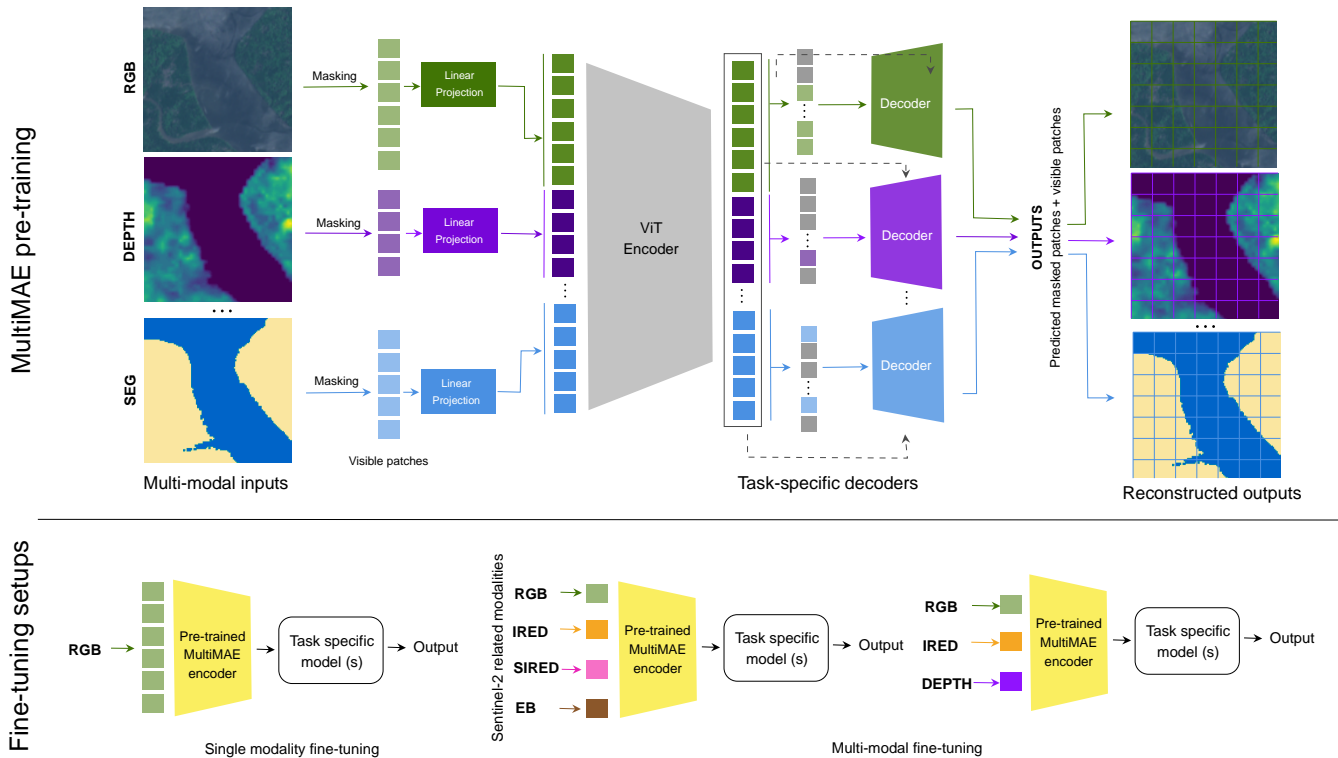 MultiMAE pre-training
RGB
Masking
Linear
Projection
DEPTH
Masking
Linear
Projection
...
SEG
Masking
Linear
Projection
Visible patches
Multi-modal inputs
ViT
Encoder
Decoder
Decoder
Decoder
Task-specific decoders
OUTPUTS
Predicted masked patches + visible patches
...
Reconstructed outputs
Fine-tuning setups
RGB
Pre-trained
MultiMAE
encoder
Task specific
model (s)
Output
Single modality fine-tuning
Sentinel-2 related modalities
RGB
IRED
SIRED
EB
Pre-trained
MultiMAE
encoder
Task specific
model (s)
Output
RGB
IRED
DEPTH
Pre-trained
MultiMAE
encoder
Task specific
model (s)
Output
Multi-modal fine-tuning